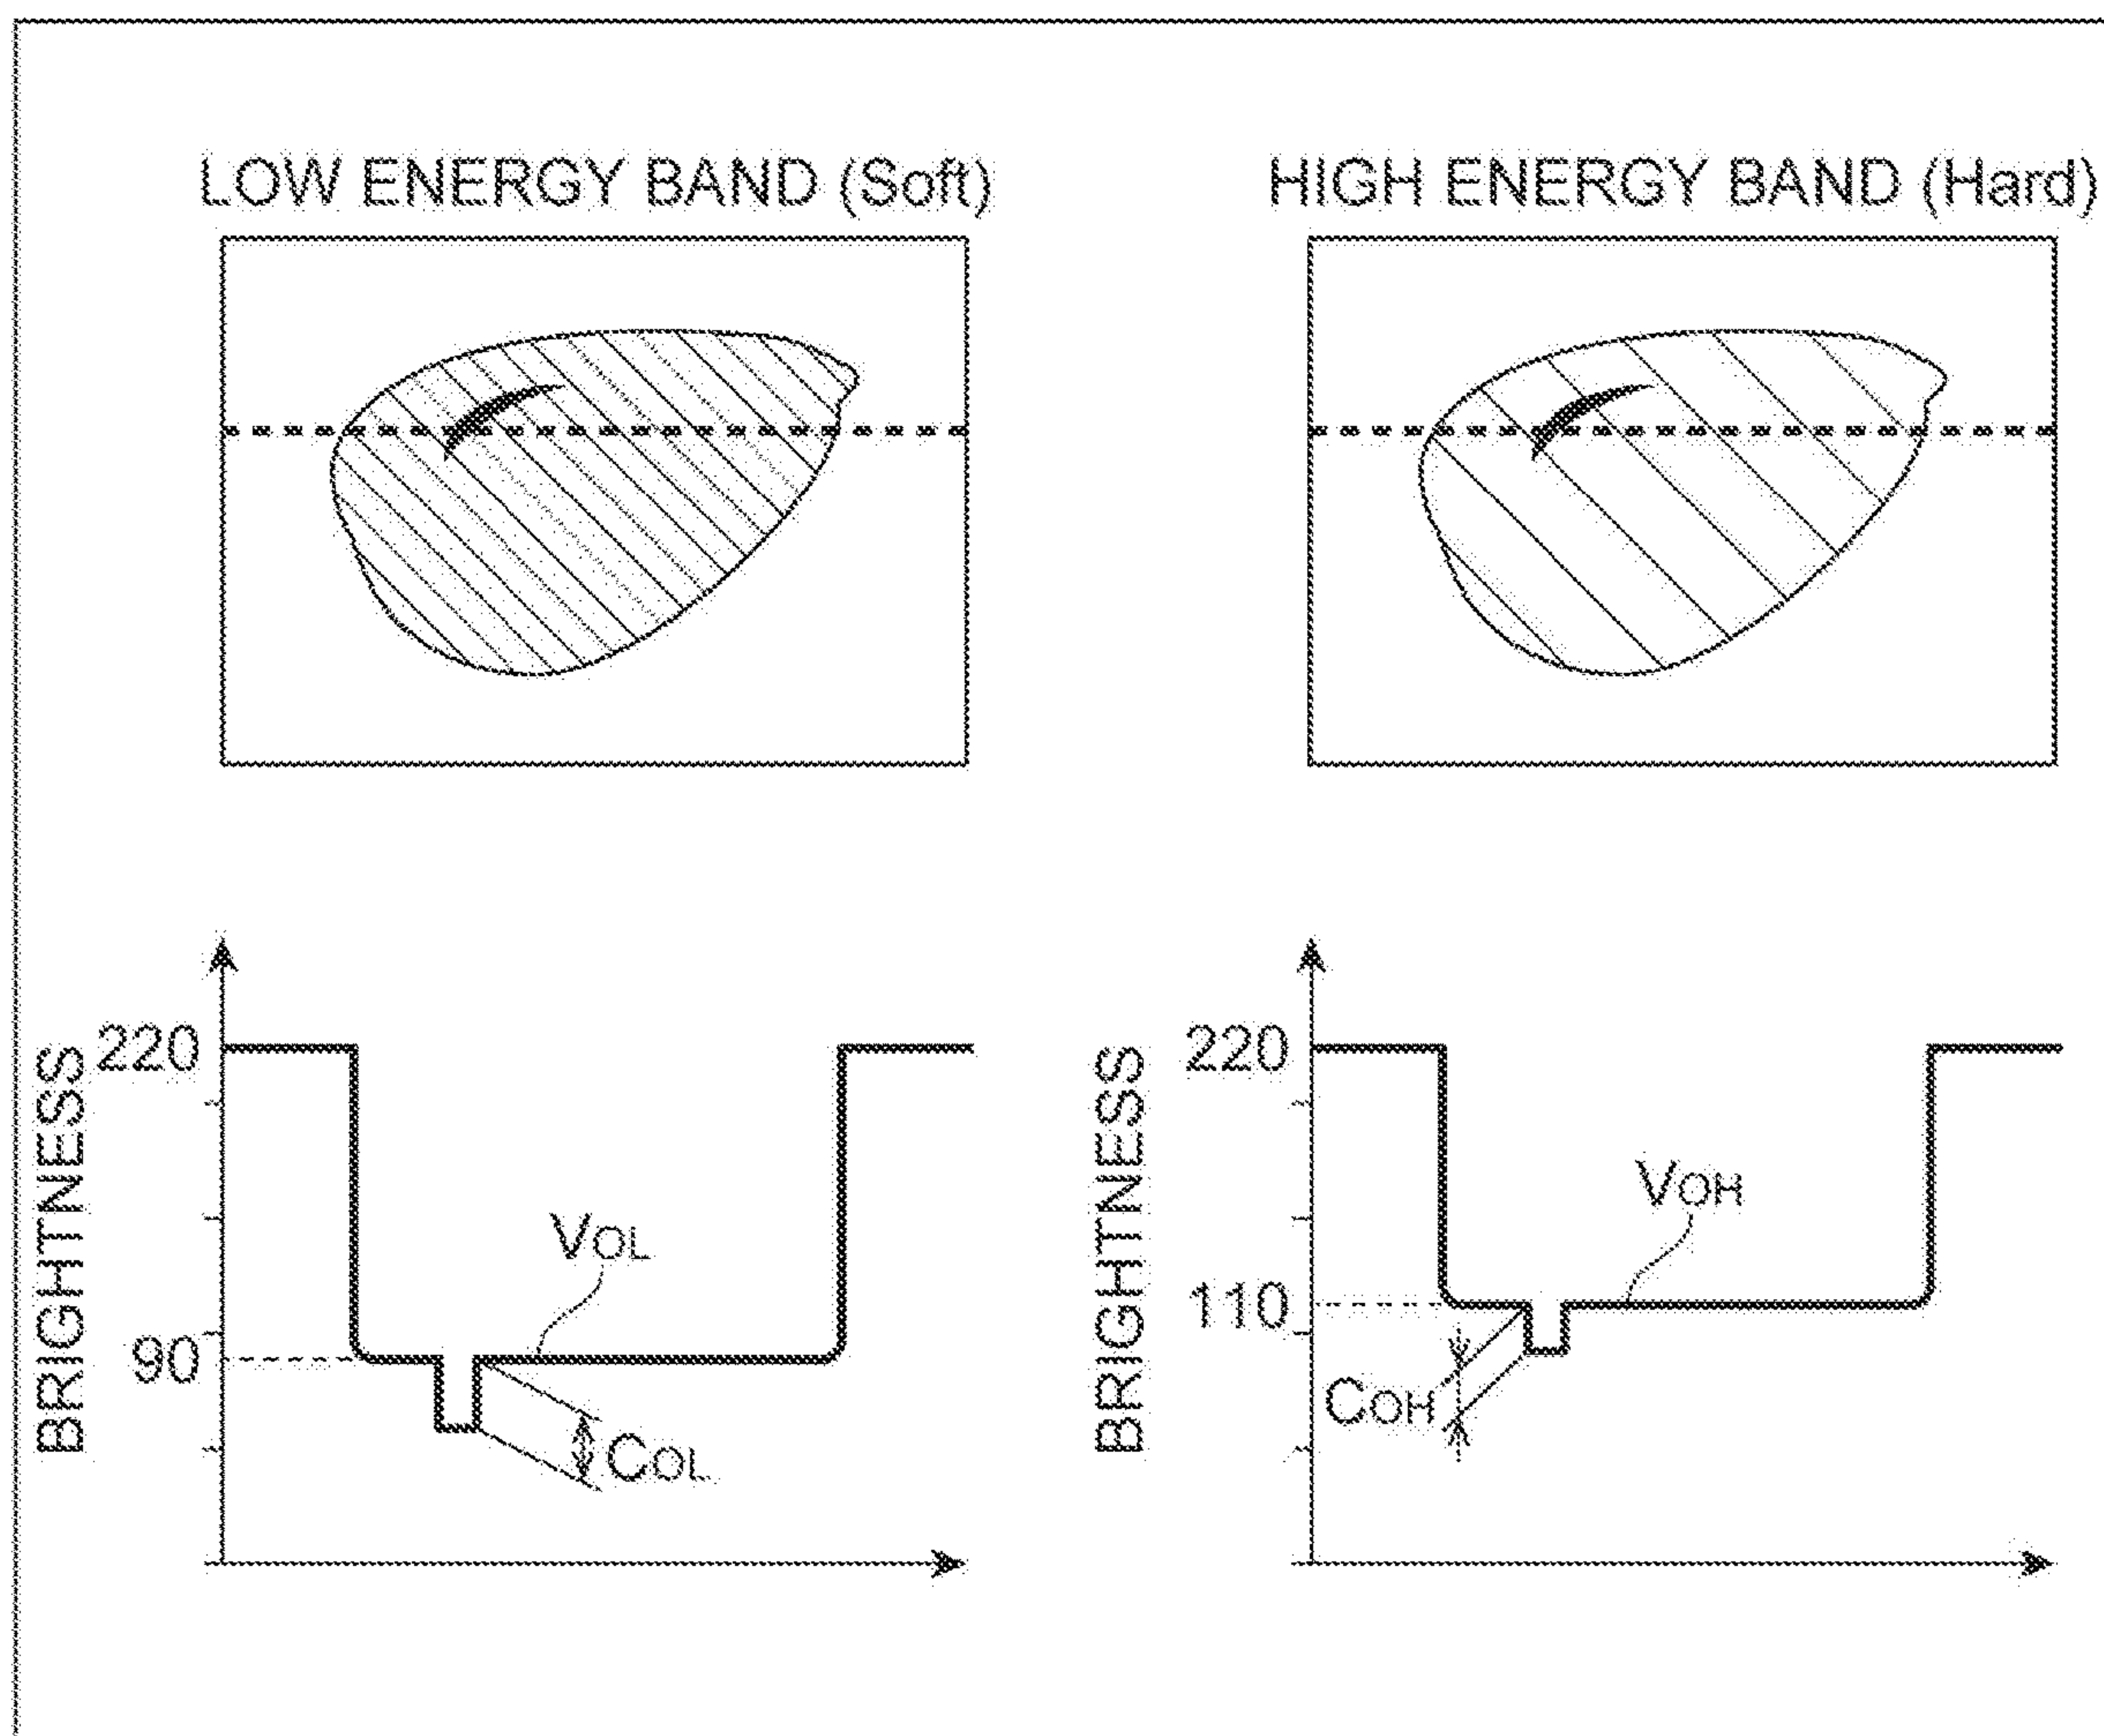 LOW ENERGY BAND (Soft)
HIGH ENERGY BAND (Hard)
BRIGHTNESS
220
90
VOL
COL
BRIGHTNESS
220
110
VOH
COH